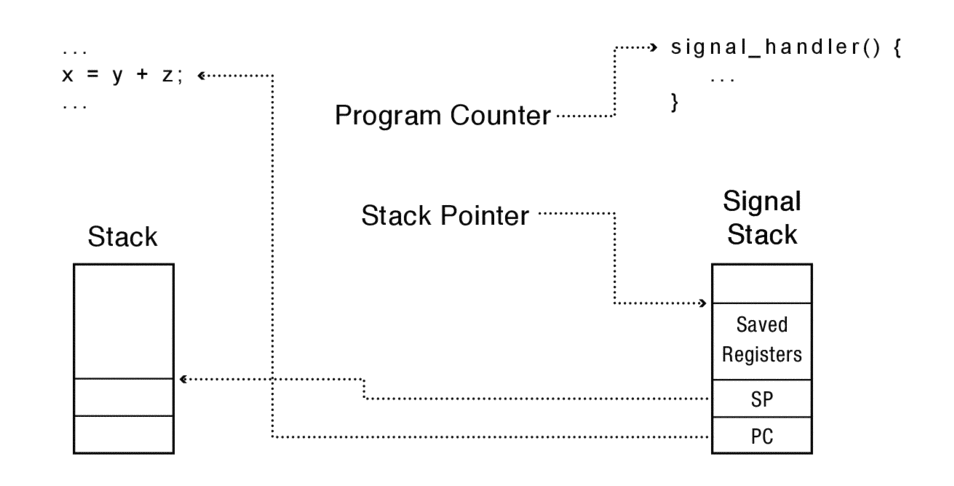 ...
x = y + z;
...
signal_handler() {
...
}
Program Counter
Stack Pointer
Signal
Stack
Stack
Saved
Registers
SP
PC